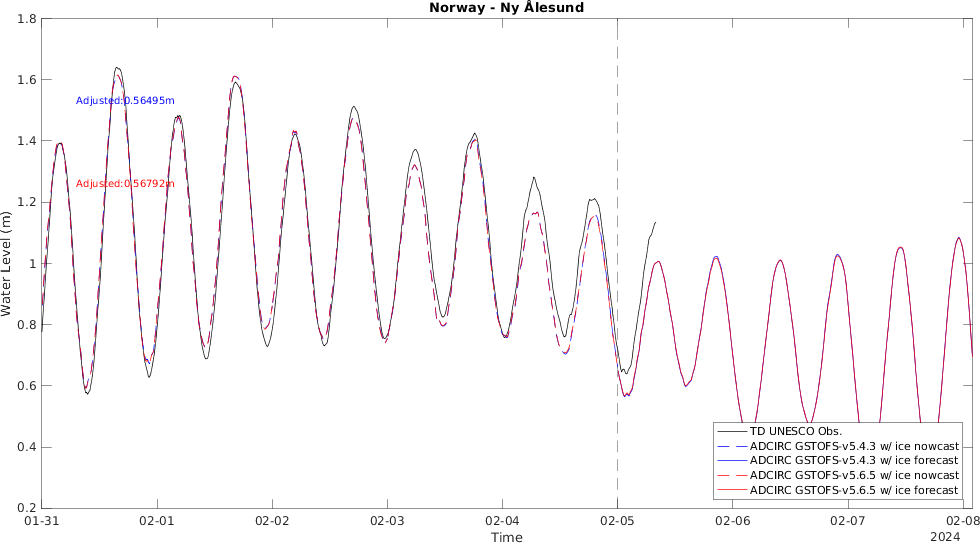 Norway - Ny Ålesund
1.8
1.6
1.4
1.2
1
0.8
0.6
0.4
0.2
Water Level (m)
Adjusted:0.56495m
Adjusted:0.56792m
TD UNESCO Obs.
ADCIRC GSTOFS-v5.4.3 w/ ice nowcast
ADCIRC GSTOFS-v5.4.3 w/ ice forecast
ADCIRC GSTOFS-v5.6.5 w/ ice nowcast
ADCIRC GSTOFS-v5.6.5 w/ ice forecast
01-31 02-01 02-02 02-03 02-04 02-05 02-06 02-07 02-08
Time
2024